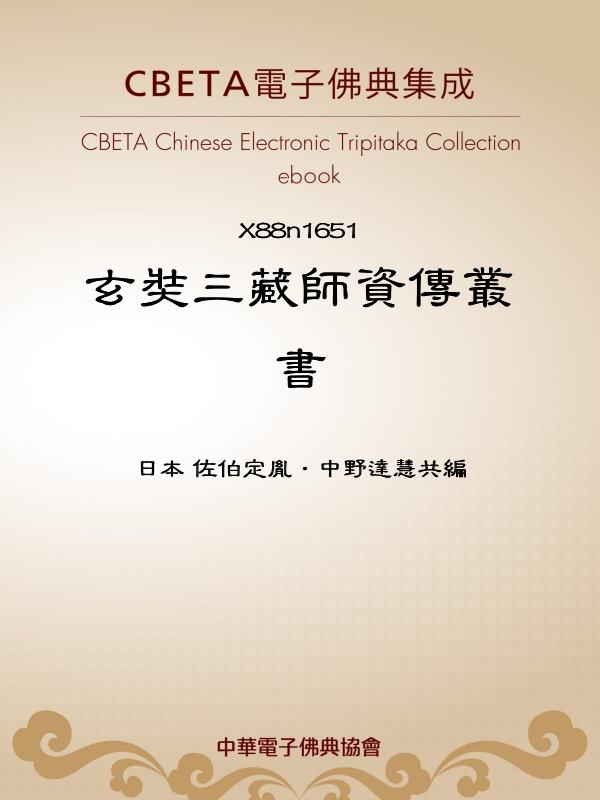 CBETA電子佛典集成
CBETA Chinese Electronic Tripitaka Collection
ebook
X88n1651
玄奘三藏師資傳叢
書
日本 佐伯定胤・中野達慧共編
中華電子佛典協會